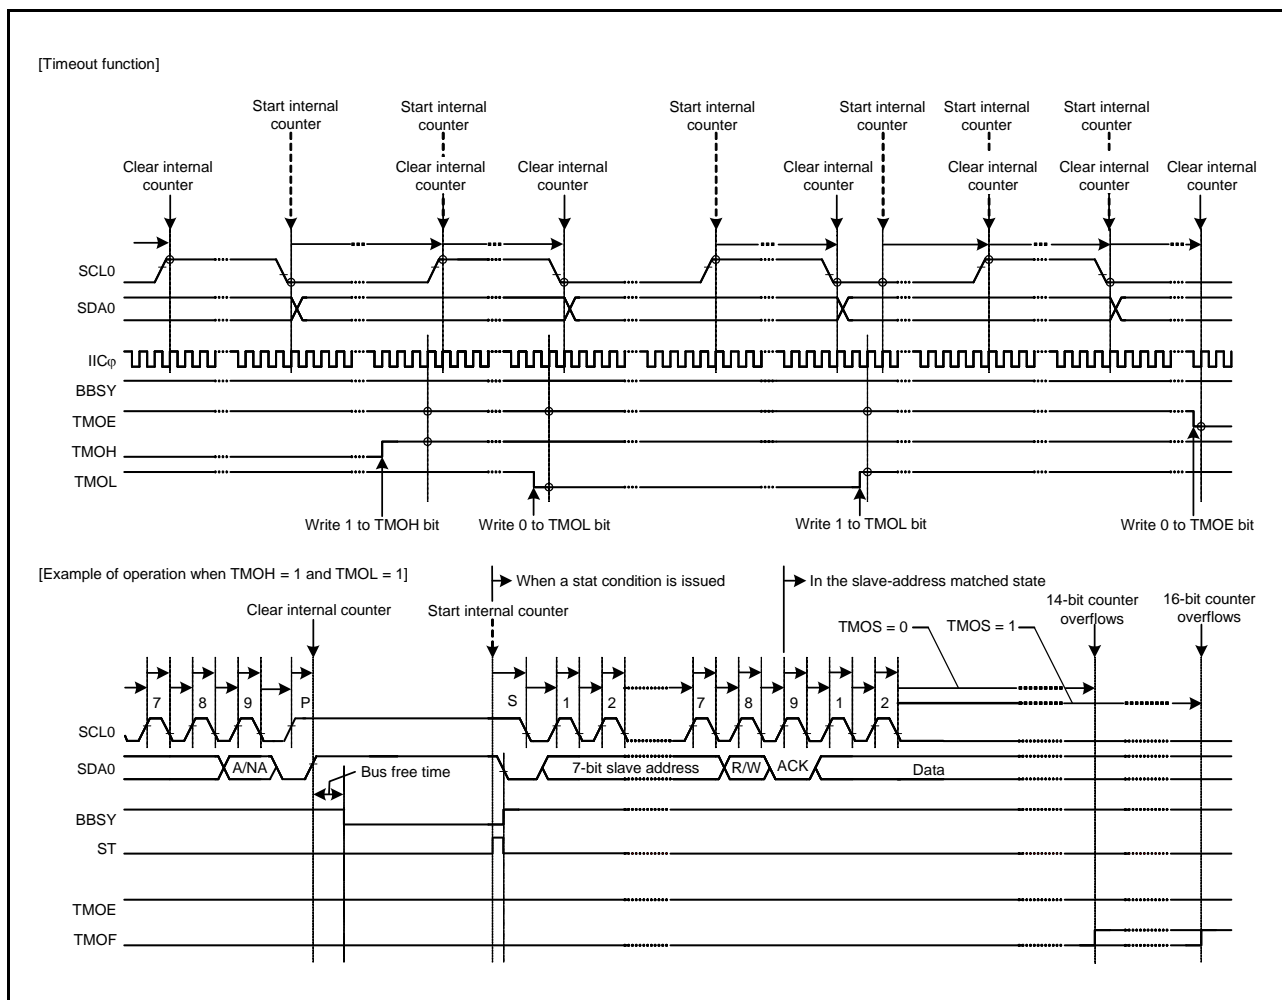 [Timeout function]
Start internal counter
Start internal counter
Start internal counter
Start internal counter
Start internal counter
Start internal counter
Clear internal counter
Clear internal counter
Clear internal counter
Clear internal counter
Clear internal counter
Clear internal counter
Clear internal counter
SCL0
SDA0
IICφ
BBSY
TMOE
TMOH
TMOL
Write 1 to TMOH bit
Write 0 to TMOL bit
Write 1 to TMOL bit
Write 0 to TMOE bit
[Example of operation when TMOH = 1 and TMOL = 1]
When a stat condition is issued
In the slave-address matched state
Clear internal counter
Start internal counter
14-bit counter overflows
16-bit counter overflows
TMOS = 0
TMOS = 1
7 8 9 P S 1 2 7 8 9 1 2
SCL0
SDA0
A/NA
7-bit slave address
R/W
ACK
Data
Bus free time
BBSY
ST
TMOE
TMOF